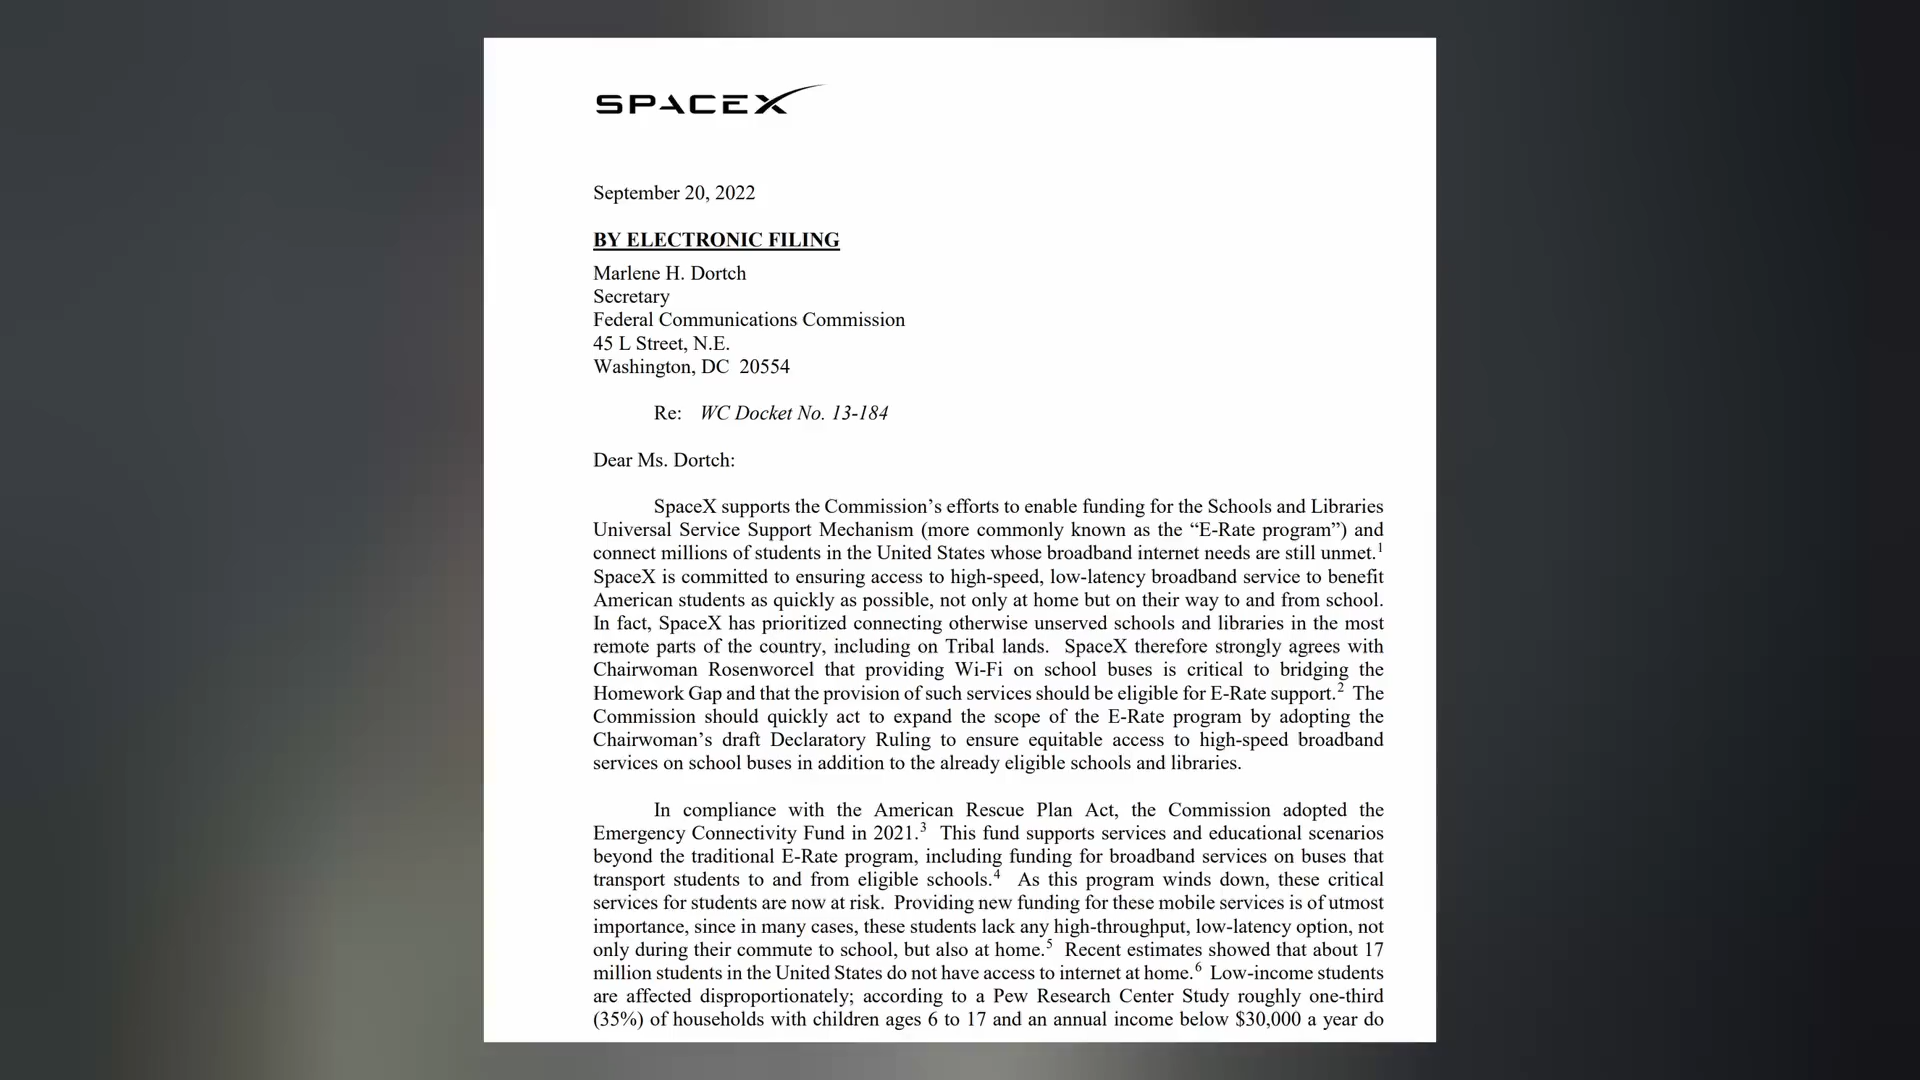 SPACEX
September 20, 2022
BY ELECTRONIC FILING
Marlene H. Dortch
Secretary
Federal Communications Commission
45 L Street, N.E.
Washington, DC  20554
Re: WC Docket No. 13-184
Dear Ms. Dortch:
SpaceX supports the Commission’s efforts to enable funding for the Schools and Libraries
Universal Service Support Mechanism (more commonly known as the “E-Rate program”) and
connect millions of students in the United States whose broadband internet needs are still unmet.1
SpaceX is committed to ensuring access to high-speed, low-latency broadband service to benefit
American students as quickly as possible, not only at home but on their way to and from school.
In fact, SpaceX has prioritized connecting otherwise unserved schools and libraries in the most
remote parts of the country, including on Tribal lands.  SpaceX therefore strongly agrees with
Chairwoman Rosenworcel that providing Wi-Fi on school buses is critical to bridging the
Homework Gap and that the provision of such services should be eligible for E-Rate support.2  The
Commission should quickly act to expand the scope of the E-Rate program by adopting the
Chairwoman’s draft Declaratory Ruling to ensure equitable access to high-speed broadband
services on school buses in addition to the already eligible schools and libraries.
In compliance with the American Rescue Plan Act, the Commission adopted the
Emergency Connectivity Fund in 2021.3  This fund supports services and educational scenarios
beyond the traditional E-Rate program, including funding for broadband services on buses that
transport students to and from eligible schools.4  As this program winds down, these critical
services for students are now at risk.  Providing new funding for these mobile services is of utmost
importance, since in many cases, these students lack any high-throughput, low-latency option, not
only during their commute to school, but also at home.5  Recent estimates showed that about 17
million students in the United States do not have access to internet at home.6  Low-income students
are affected disproportionately; according to a Pew Research Center Study roughly one-third
(35%) of households with children ages 6 to 17 and an annual income below $30,000 a year do